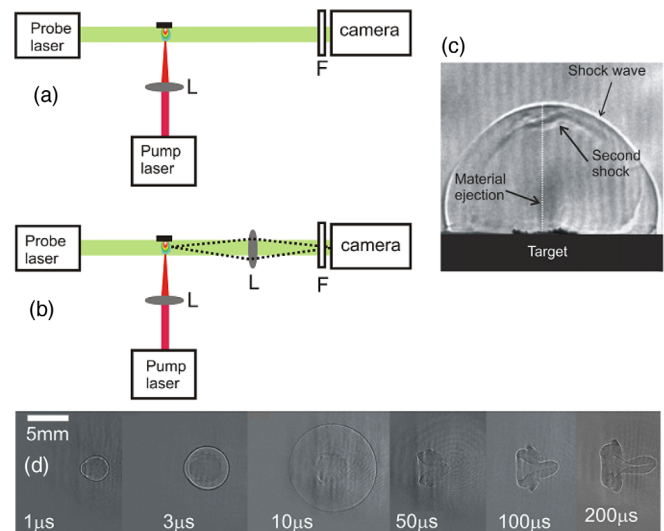 Probe
laser
camera
F
L
(a)
Pump
laser
(c)
Shock wave
Second
shock
Material
ejection
Target
Probe
laser
camera
L
F
L
(b)
Pump
laser
5mm
(d)
1μs
3μs
10μs
50μs
100μs
200μs